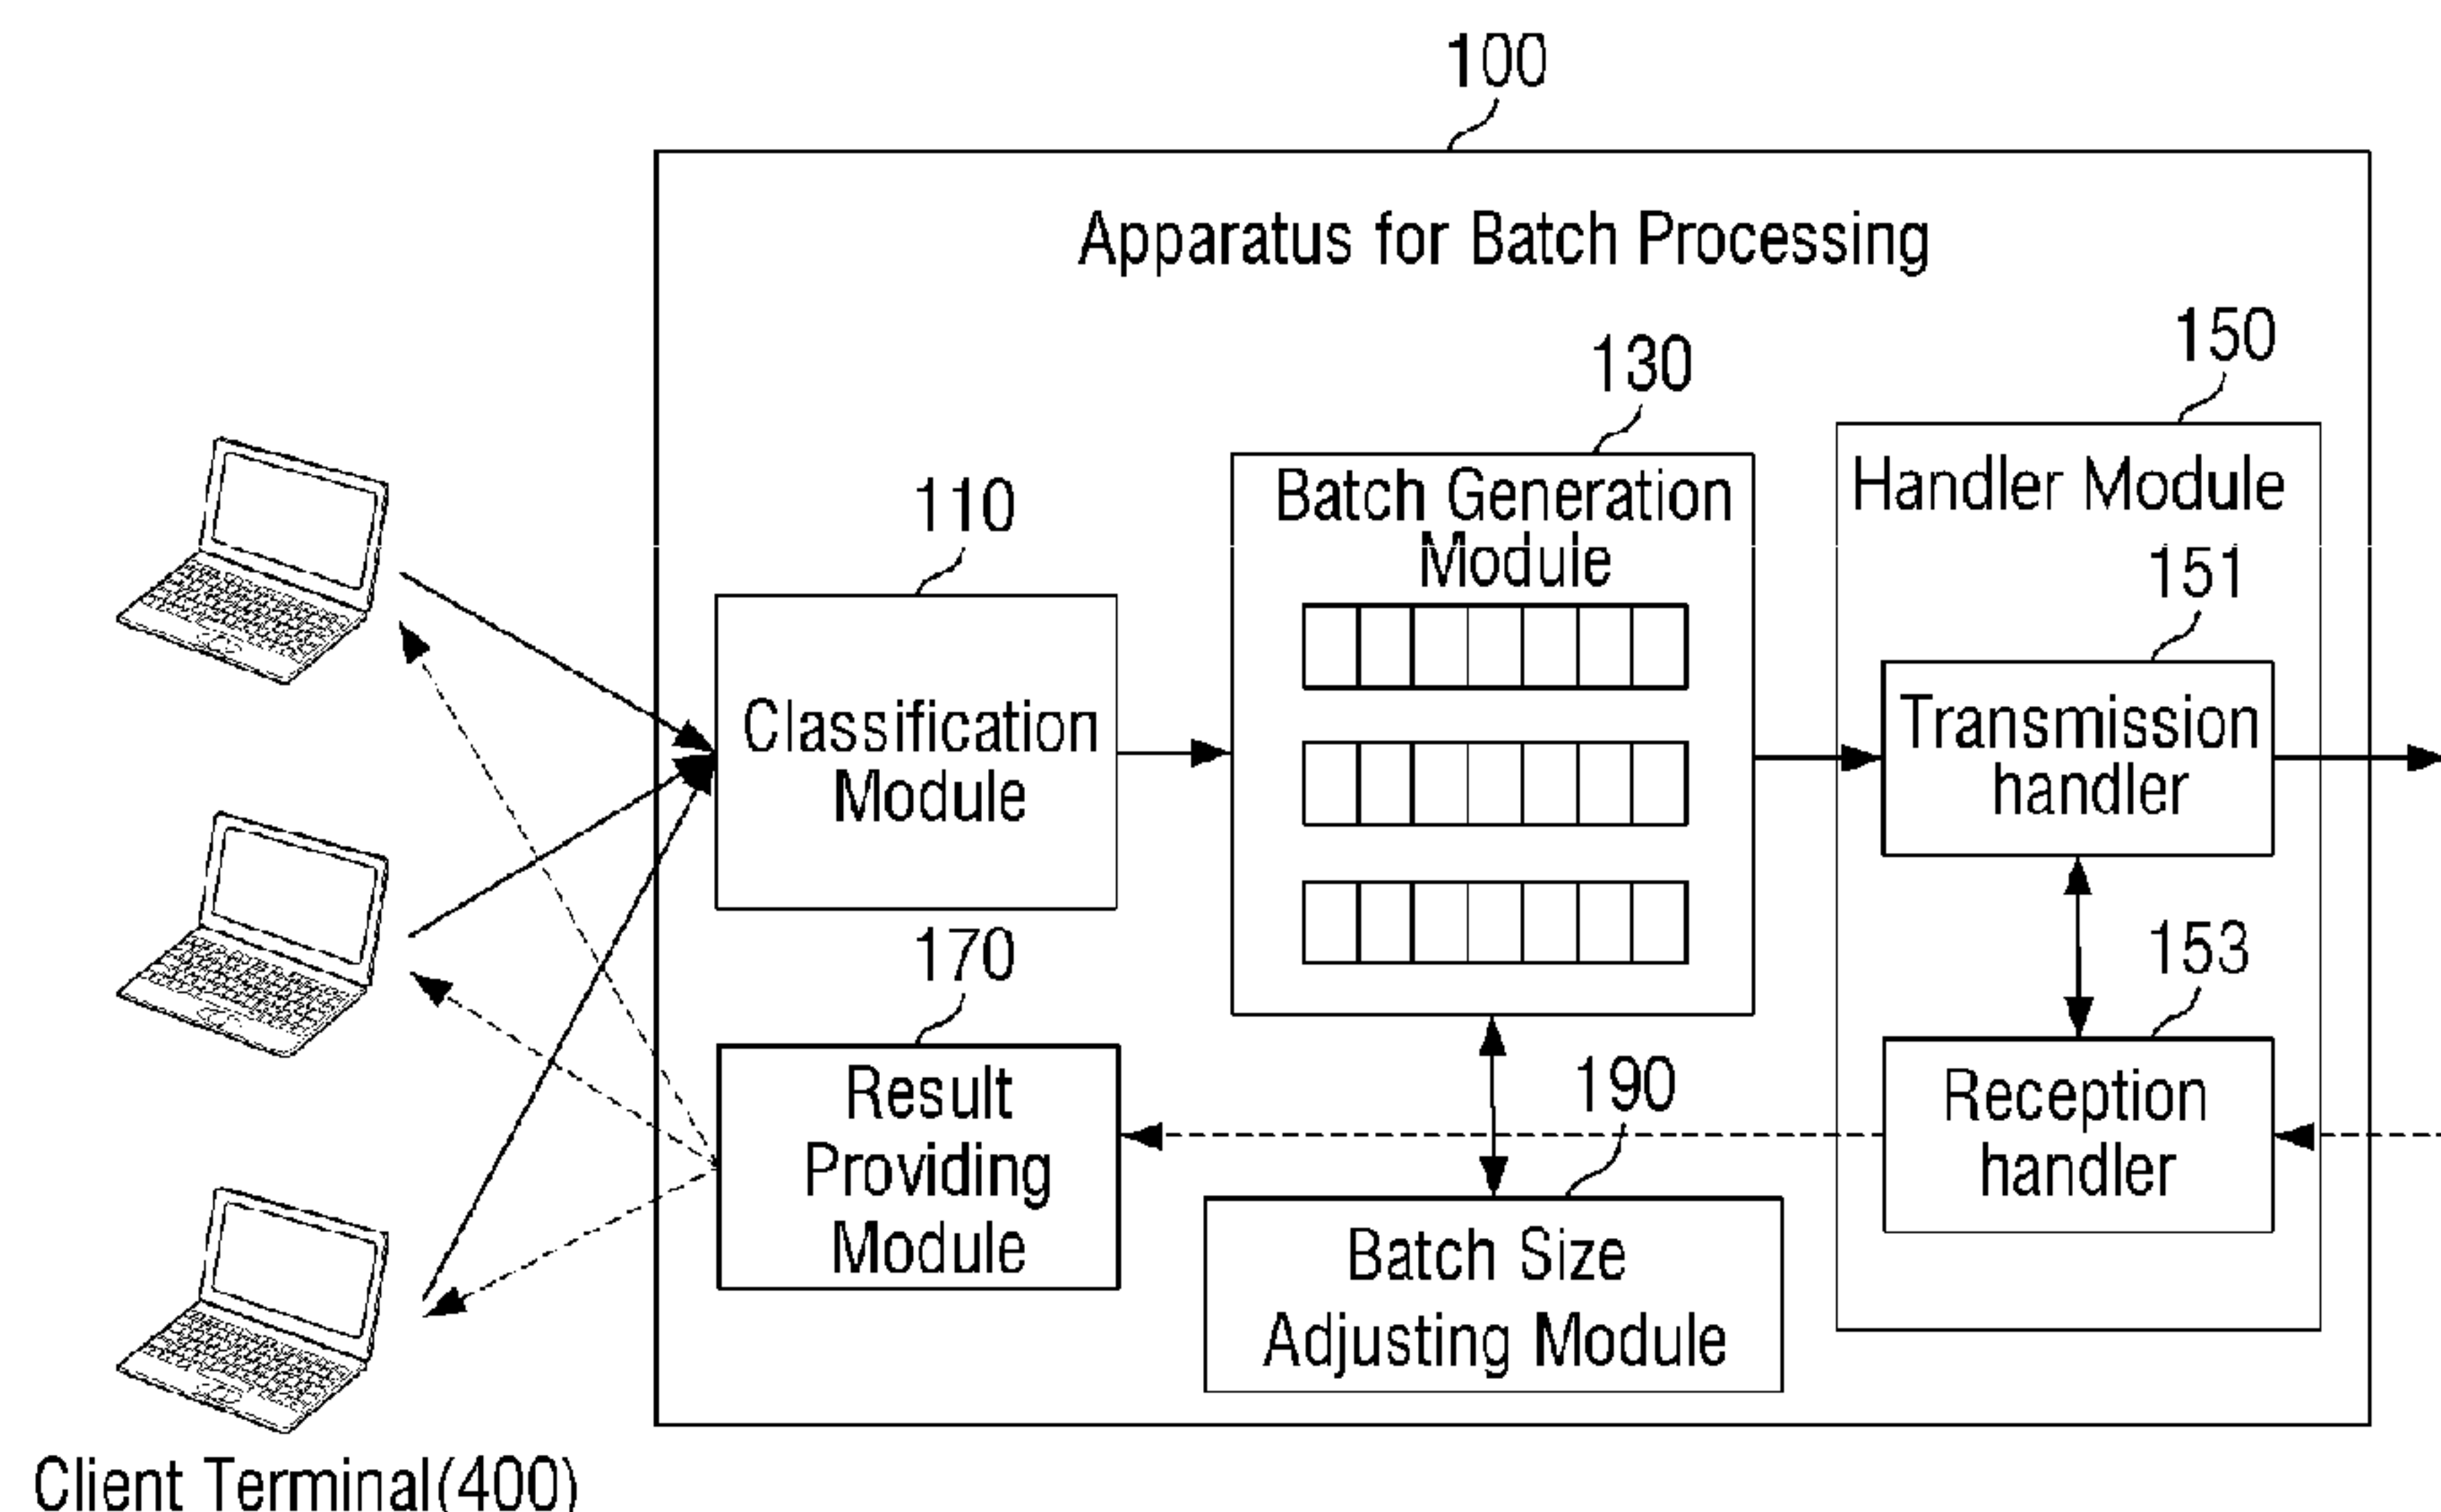 100
Apparatus for Batch Processing
150
130
Handler Module
Batch Generation
Module
110
151
Classification
Module
Transmission
handler
170
153
190
Result
Providing
Module
Reception
handler
Batch Size
Adjusting Module
Client Terminal(400)